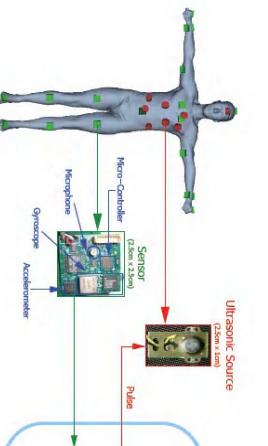 Ultrasonic Source
(2.5cm x 1cm)
Pulse
Sensor
(2.5cm x 2.5cm)
Micro-Controller
Microphone
Gyroscope
Accelerometer